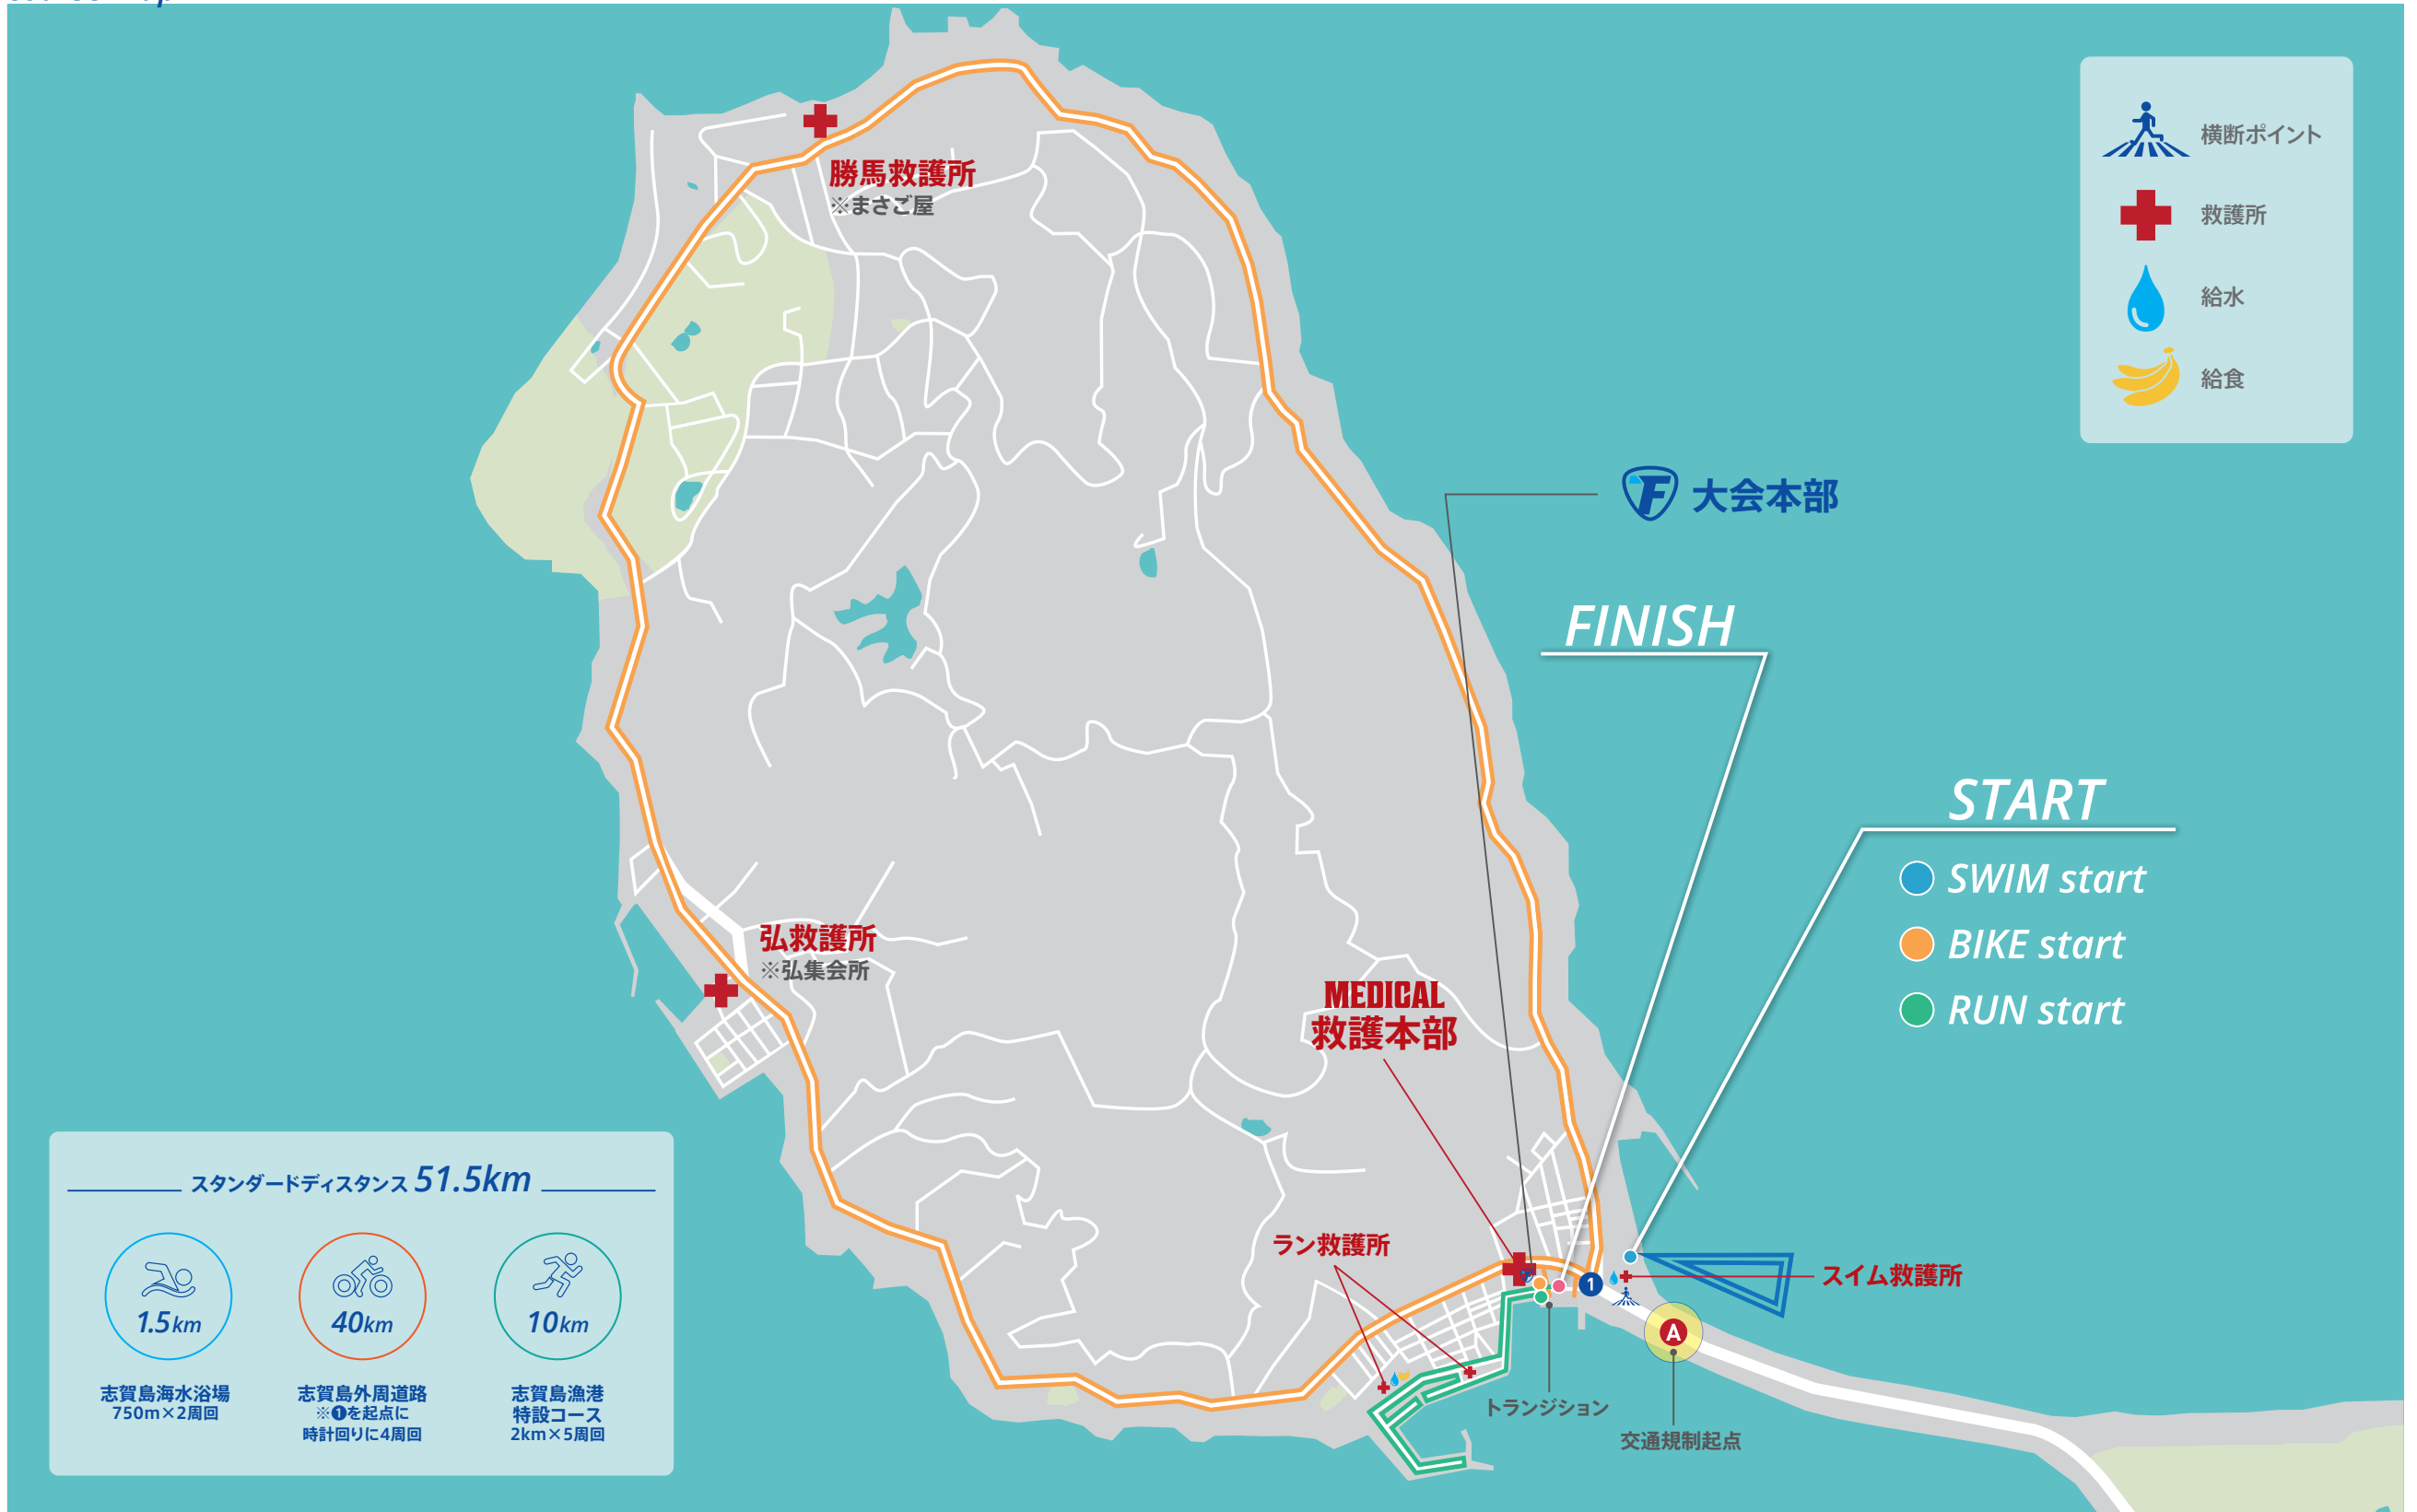 横断ポイント
救護所
給水
給食
勝馬救護所
※まさご屋
F 大会本部
FINISH
START
SWIM start
BIKE start
RUN start
弘救護所
※弘集会所
MEDICAL
救護本部
ラン救護所
スイム救護所
1
A
トランジション
交通規制起点
スタンダードディスタンス 51.5km
1.5km
40km
10km
志賀島海水浴場
750m×2周回
志賀島外周道路
※❶を起点に
時計回りに4周回
志賀島漁港
特設コース
2km×5周回